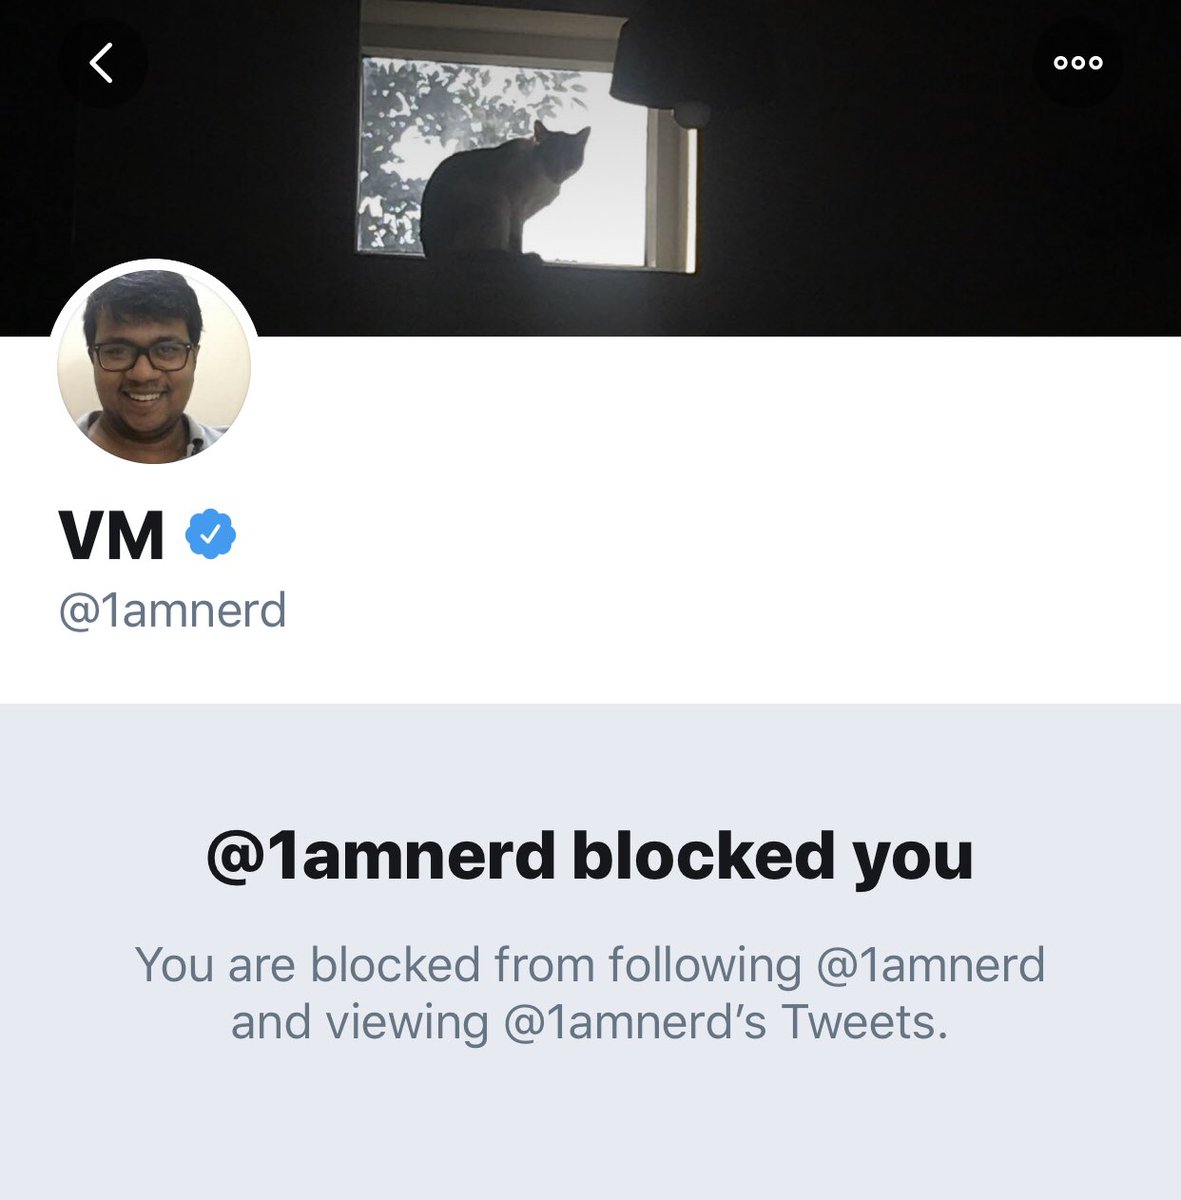 VM
@1amnerd
@1amnerd blocked you
You are blocked from following @1amnerd
and viewing @1amnerd’s Tweets.